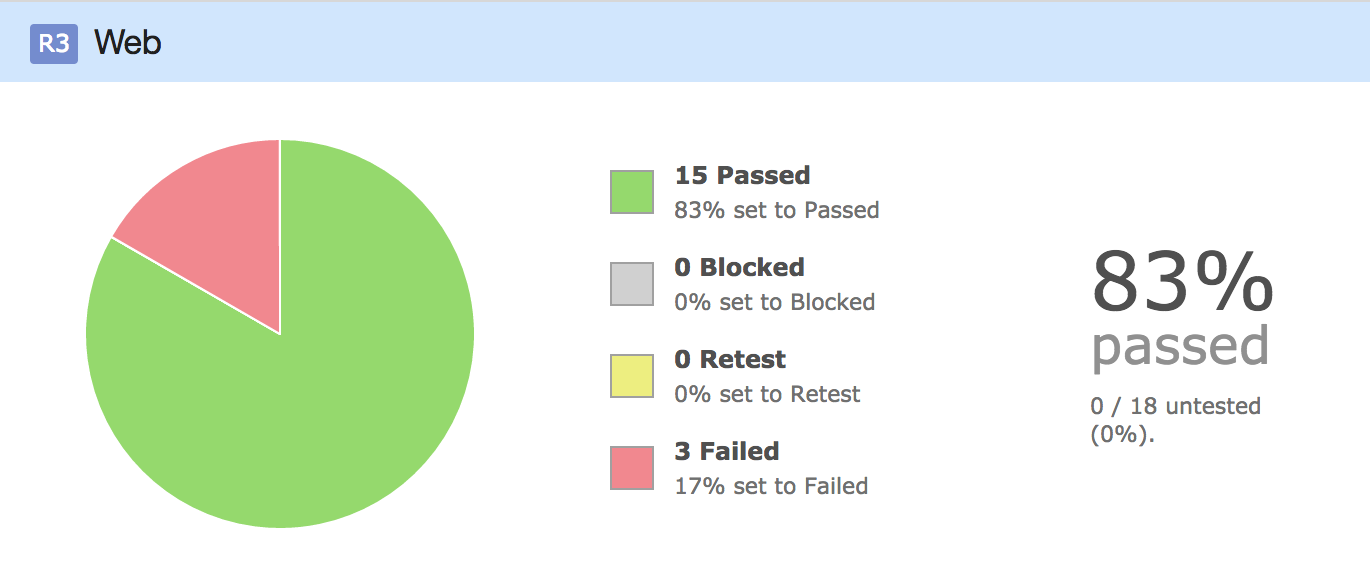 R3 Web
15 Passed
83% set to Passed
0 Blocked
0% set to Blocked
0 Retest
0% set to Retest
3 Failed
17% set to Failed
83%
passed
0 / 18 untested
(0%).